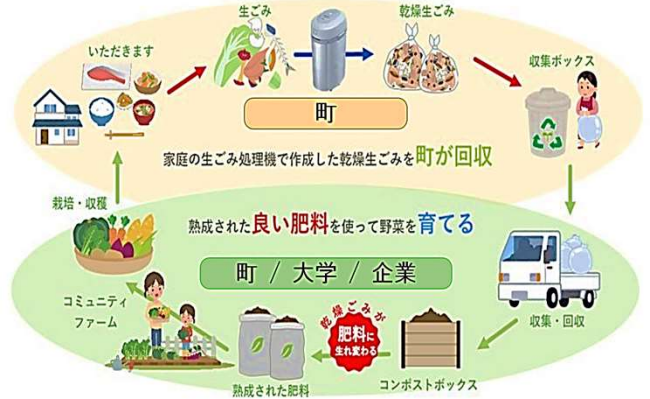 生ごみ
乾燥生ごみ
いただきます
収集ボックス
町
家庭の生ごみ処理機で作成した乾燥生ごみを町が回収
栽培・収穫
熟成された良い肥料を使って野菜を育てる
町 / 大学 / 企業
コミュニティ
ファーム
乾燥ごみが
肥料に
生れ変わる
収集・回収
熟成された肥料
コンポストボックス